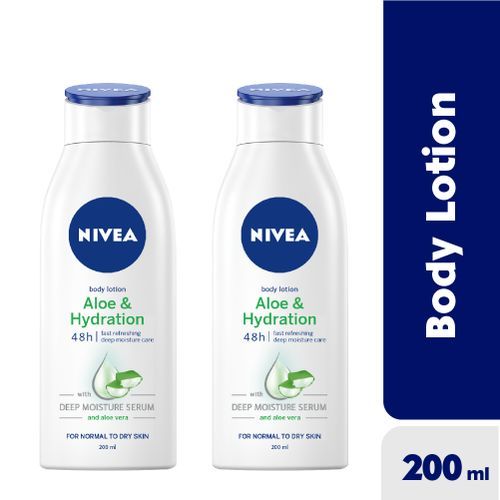 NIVEA
body lotion
Aloe &
Hydration
48h | fast refreshing
deep moisture care
with
DEEP MOISTURE SERUM
and aloe vera
FOR NORMAL TO DRY SKIN
200 ml
NIVEA
body lotion
Aloe &
Hydration
48h | fast refreshing
deep moisture care
with
DEEP MOISTURE SERUM
and aloe vera
FOR NORMAL TO DRY SKIN
200 ml
Body Lotion
200 ml